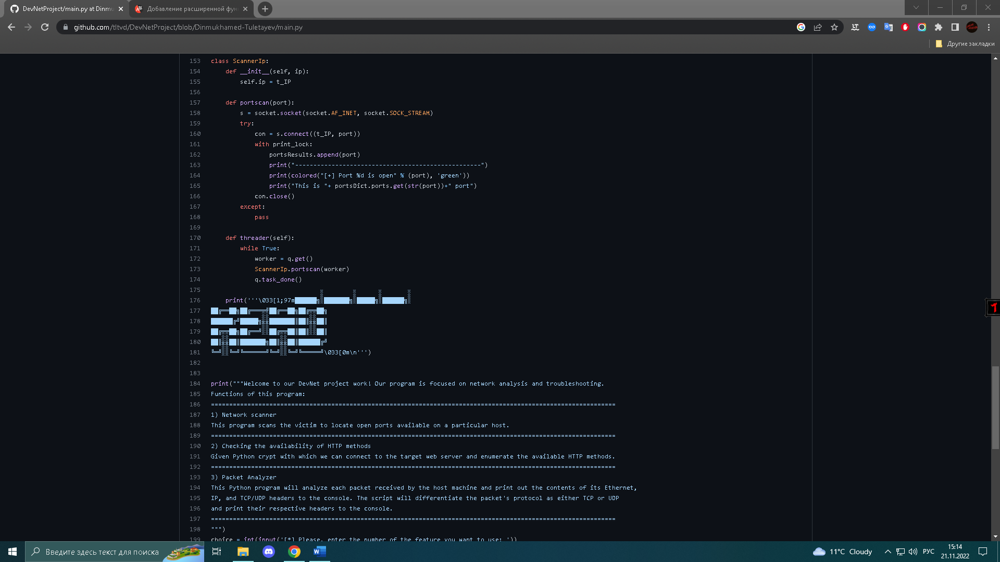 DevNetProject/main.py at Dinmu
Добавление расширенной фун
github.com/tltvd/DevNetProject/blob/Dinmukhamed-Tuletayev/main.py
Другие закладки
153 class ScannerIp:
154 def __init__(self, ip):
155 self.ip = t_IP
156
157 def portscan(port):
158 s = socket.socket(socket.AF_INET, socket.SOCK_STREAM)
159 try:
160 con = s.connect((t_IP, port))
161 with print_lock:
162 portsResults.append(port)
163 print("---------------------------------------------------")
164 print(colored("[+] Port %d is open" % (port), 'green'))
165 print("This is "+ portsDict.ports.get(str(port))+" port")
166 con.close()
167 except:
168 pass
169
170 def threader(self):
171 while True:
172 worker = q.get()
173 ScannerIp.portscan(worker)
174 q.task_done()
175
176 print('''\033[1;97m██████╗░███████╗░█████╗░██████╗░
177 ██╔══██╗██╔════╝██╔══██╗██╔══██╗
178 ██████╔╝█████╗░░███████║██║░░██║
179 ██╔══██╗██╔══╝░░██╔══██║██║░░██║
180 ██║░░██║███████╗██║░░██║██████╔╝
181 ╚═╝░░╚═╝╚══════╝╚═╝░░╚═╝╚═════╝\033[0m\n''')
182
183
184 print("""Welcome to our DevNet project work! Our program is focused on network analysis and troubleshooting.
185 Functions of this program:
186 ===============================================================================================================
187 1) Network scanner
188 This program scans the victim to locate open ports available on a particular host.
189 ===============================================================================================================
190 2) Checking the availability of HTTP methods
191 Given Python crypt with which we can connect to the target web server and enumerate the available HTTP methods.
192 ===============================================================================================================
193 3) Packet Analyzer
194 This Python program will analyze each packet received by the host machine and print out the contents of its Ethernet,
195 IP, and TCP/UDP headers to the console. The script will differentiate the packet's protocol as either TCP or UDP
196 and print their respective headers to the console.
197 ===============================================================================================================
198 """)
199 choice = int(input('[*] Please, enter the number of the feature you want to use: '))
Введите здесь текст для поиска
11°C Cloudy
РУС
15:14
21.11.2022